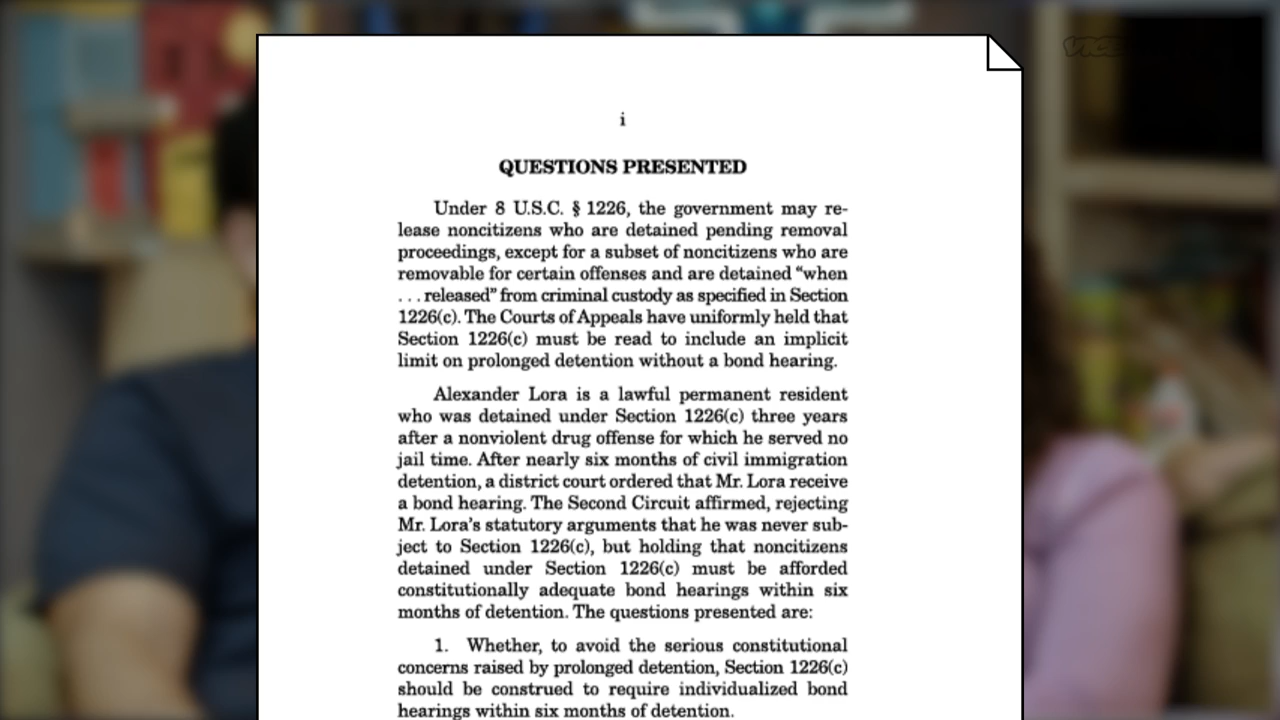 VICE
i
QUESTIONS PRESENTED
Under 8 U.S.C. § 1226, the government may re-
lease noncitizens who are detained pending removal
proceedings, except for a subset of noncitizens who are
removable for certain offenses and are detained “when
. . . released” from criminal custody as specified in Section
1226(c). The Courts of Appeals have uniformly held that
Section 1226(c) must be read to include an implicit
limit on prolonged detention without a bond hearing.
Alexander Lora is a lawful permanent resident
who was detained under Section 1226(c) three years
after a nonviolent drug offense for which he served no
jail time. After nearly six months of civil immigration
detention, a district court ordered that Mr. Lora receive
a bond hearing. The Second Circuit affirmed, rejecting
Mr. Lora’s statutory arguments that he was never sub-
ject to Section 1226(c), but holding that noncitizens
detained under Section 1226(c) must be afforded
constitutionally adequate bond hearings within six
months of detention. The questions presented are:
1. Whether, to avoid the serious constitutional
concerns raised by prolonged detention, Section 1226(c)
should be construed to require individualized bond
hearings within six months of detention.